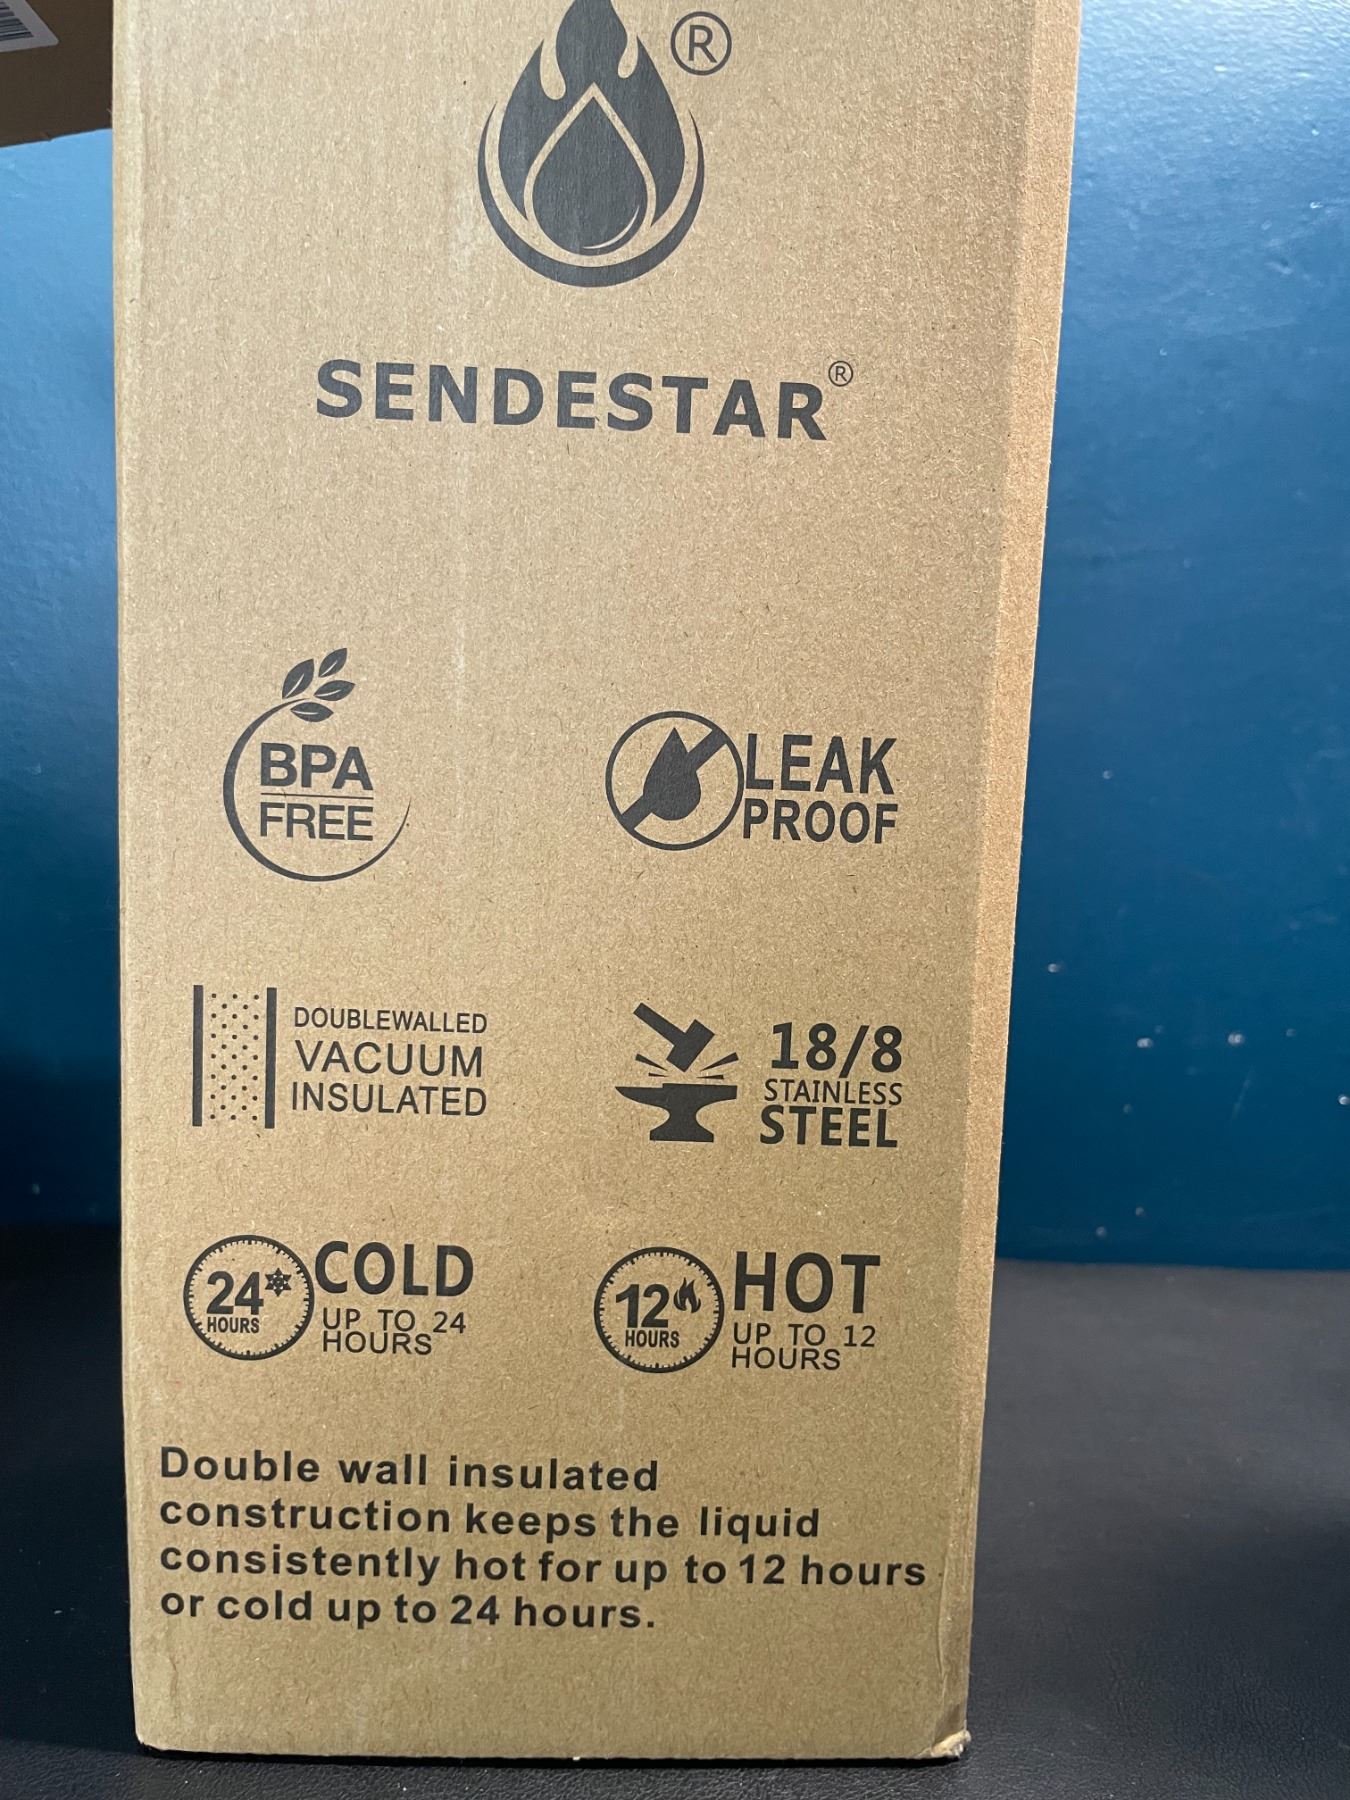 ®
SENDESTAR®
BPA
FREE
LEAK
PROOF
DOUBLEWALLED
VACUUM
INSULATED
18/8
STAINLESS
STEEL
24
HOURS
COLD
UP TO 24
HOURS
12
HOURS
HOT
UP TO 12
HOURS
Double wall insulated
construction keeps the liquid
consistently hot for up to 12 hours
or cold up to 24 hours.